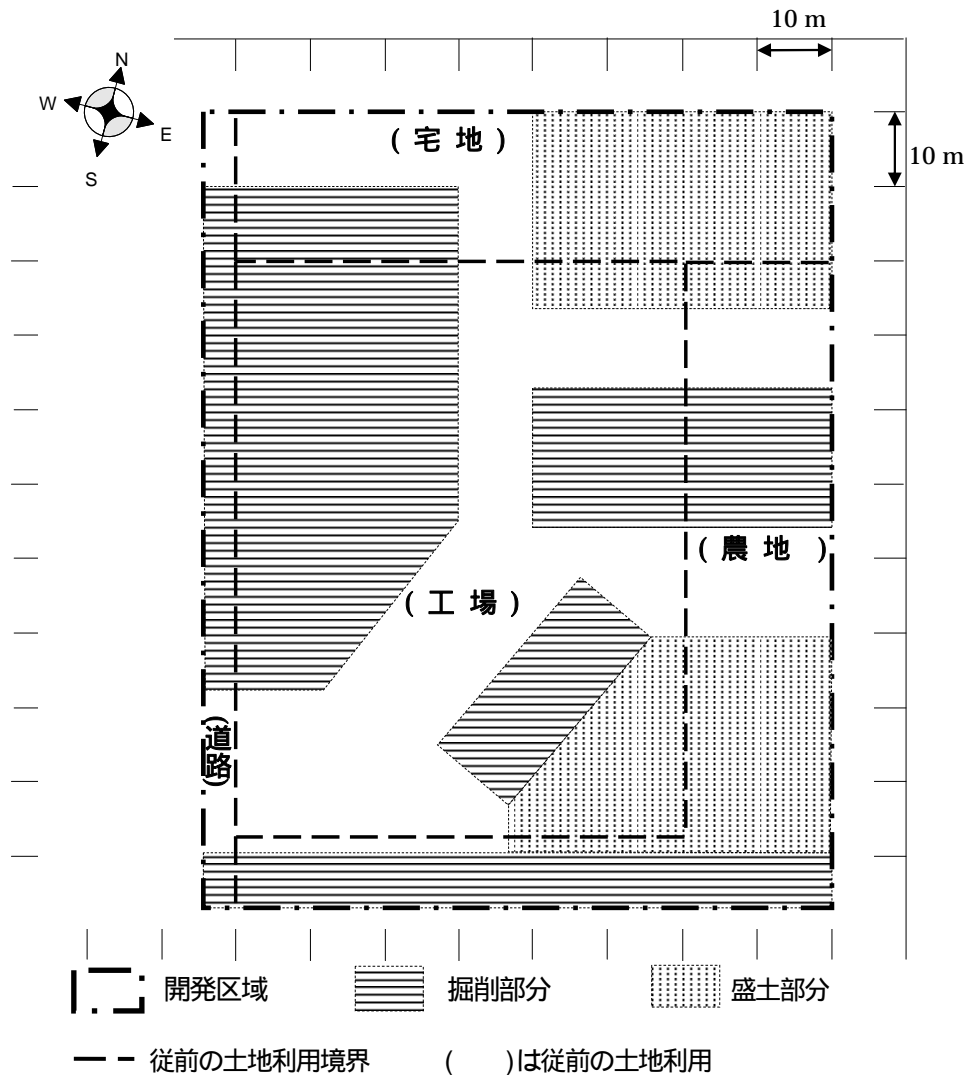 10 m
N
W
E
S
(宅地)
10 m
(農地)
(工場)
(道路)
開発区域
掘削部分
盛土部分
従前の土地利用境界
(　　)は従前の土地利用